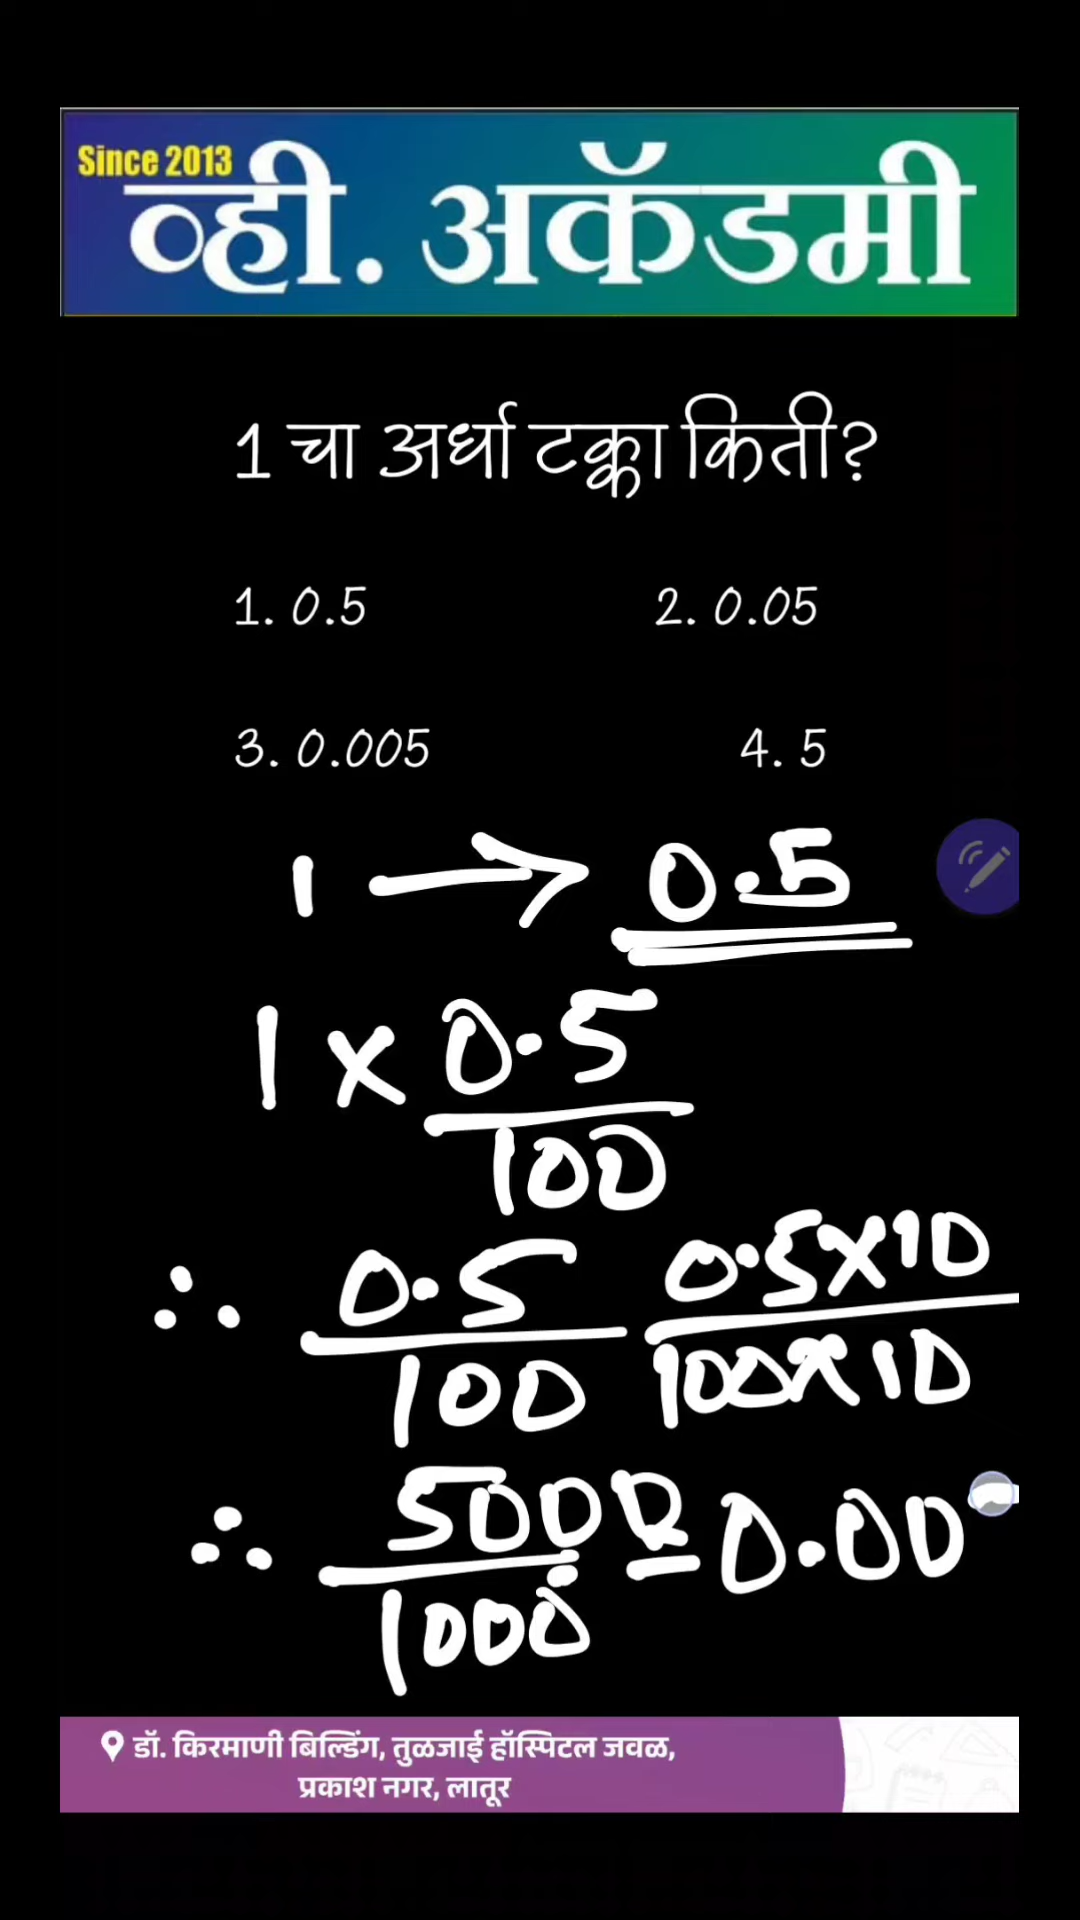 Since 2013
व्ही. अकॅडमी
1 चा अर्धा टक्का किती?
1. 0.5 2. 0.05
3. 0.005 4. 5
1 → 0.5
1 × 0.5
100
∴ 0.5 0.5×10
100 100×10
∴
1000
0.00
डॉ. किरमाणी बिल्डिंग, तुळजाई हॉस्पिटल जवळ,
प्रकाश नगर, लातूर